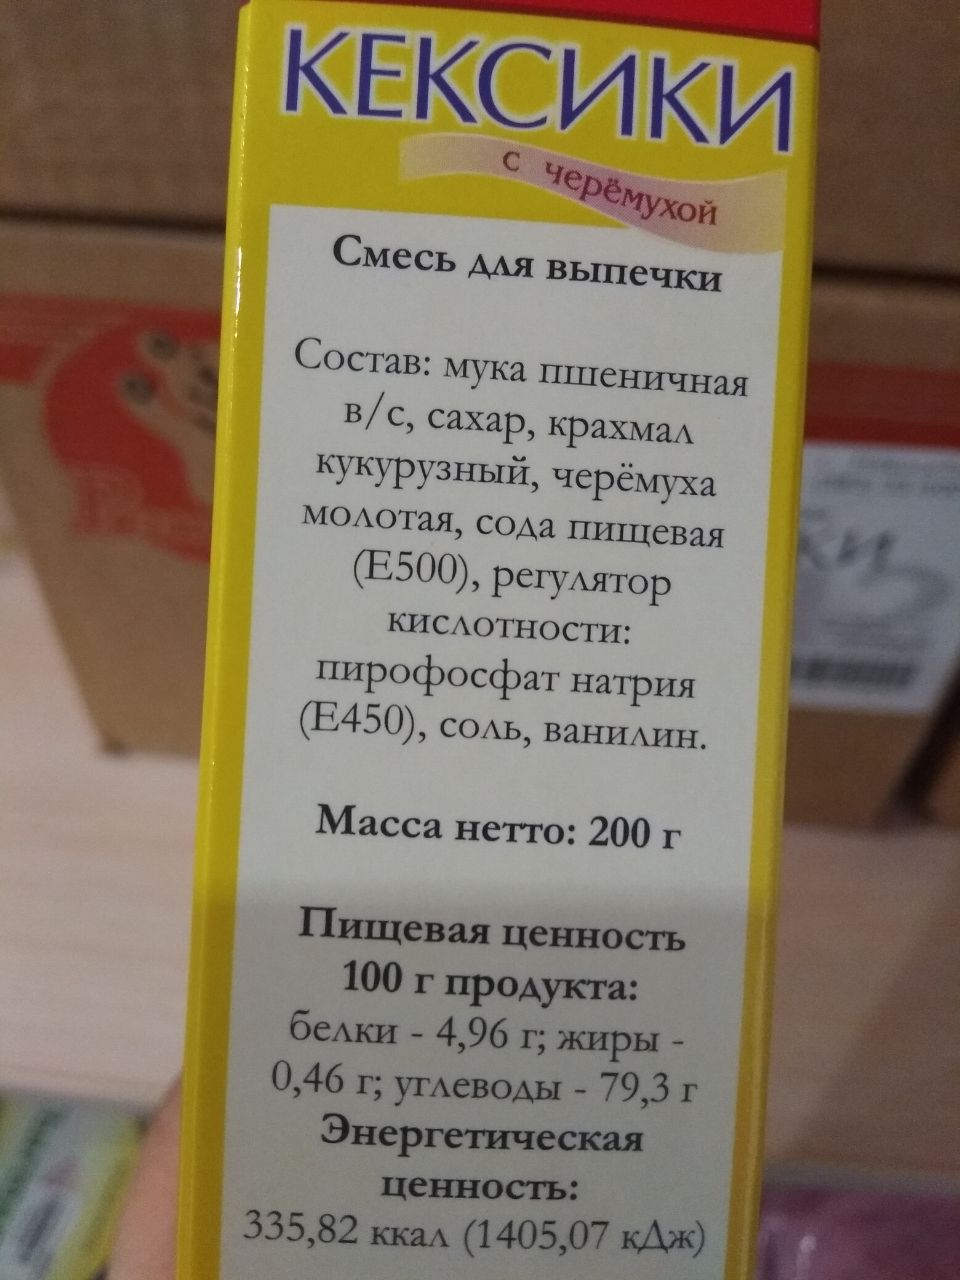 КЕКСИКИ
с черёмухой
Смесь для выпечки
Состав: мука пшеничная
в/с, сахар, крахмал
кукурузный, черёмуха
молотая, сода пищевая
(Е500), регулятор
кислотности:
пирофосфат натрия
(Е450), соль, ванилин.
Масса нетто: 200 г
Пищевая ценность
100 г продукта:
белки - 4,96 г; жиры -
0,46 г; углеводы - 79,3 г
Энергетическая
ценность:
335,82 ккал (1405,07 кДж)